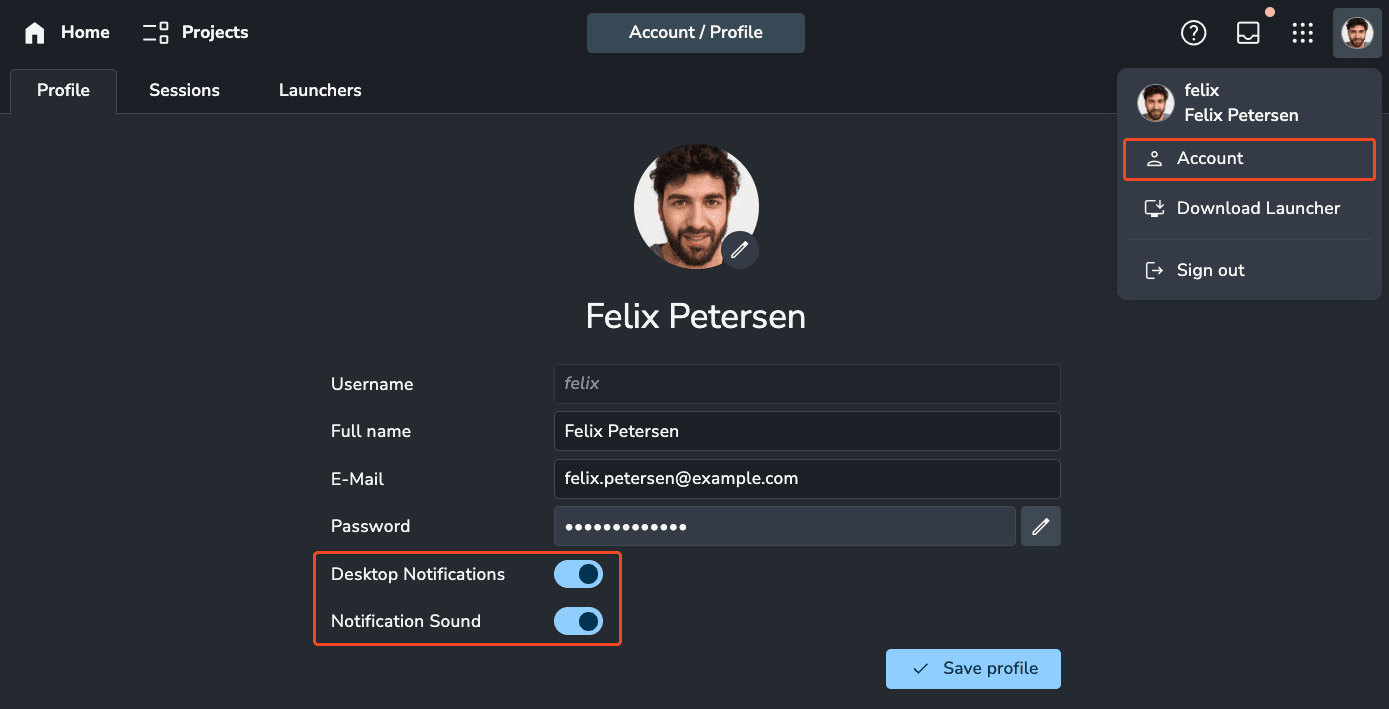 Home
Projects
Account / Profile
Profile
Sessions
Launchers
felix
Felix Petersen
Account
Download Launcher
Sign out
Felix Petersen
Username
felix
Full name
Felix Petersen
E-Mail
felix.petersen@example.com
Password
•••••••••••••
Desktop Notifications
Notification Sound
Save profile